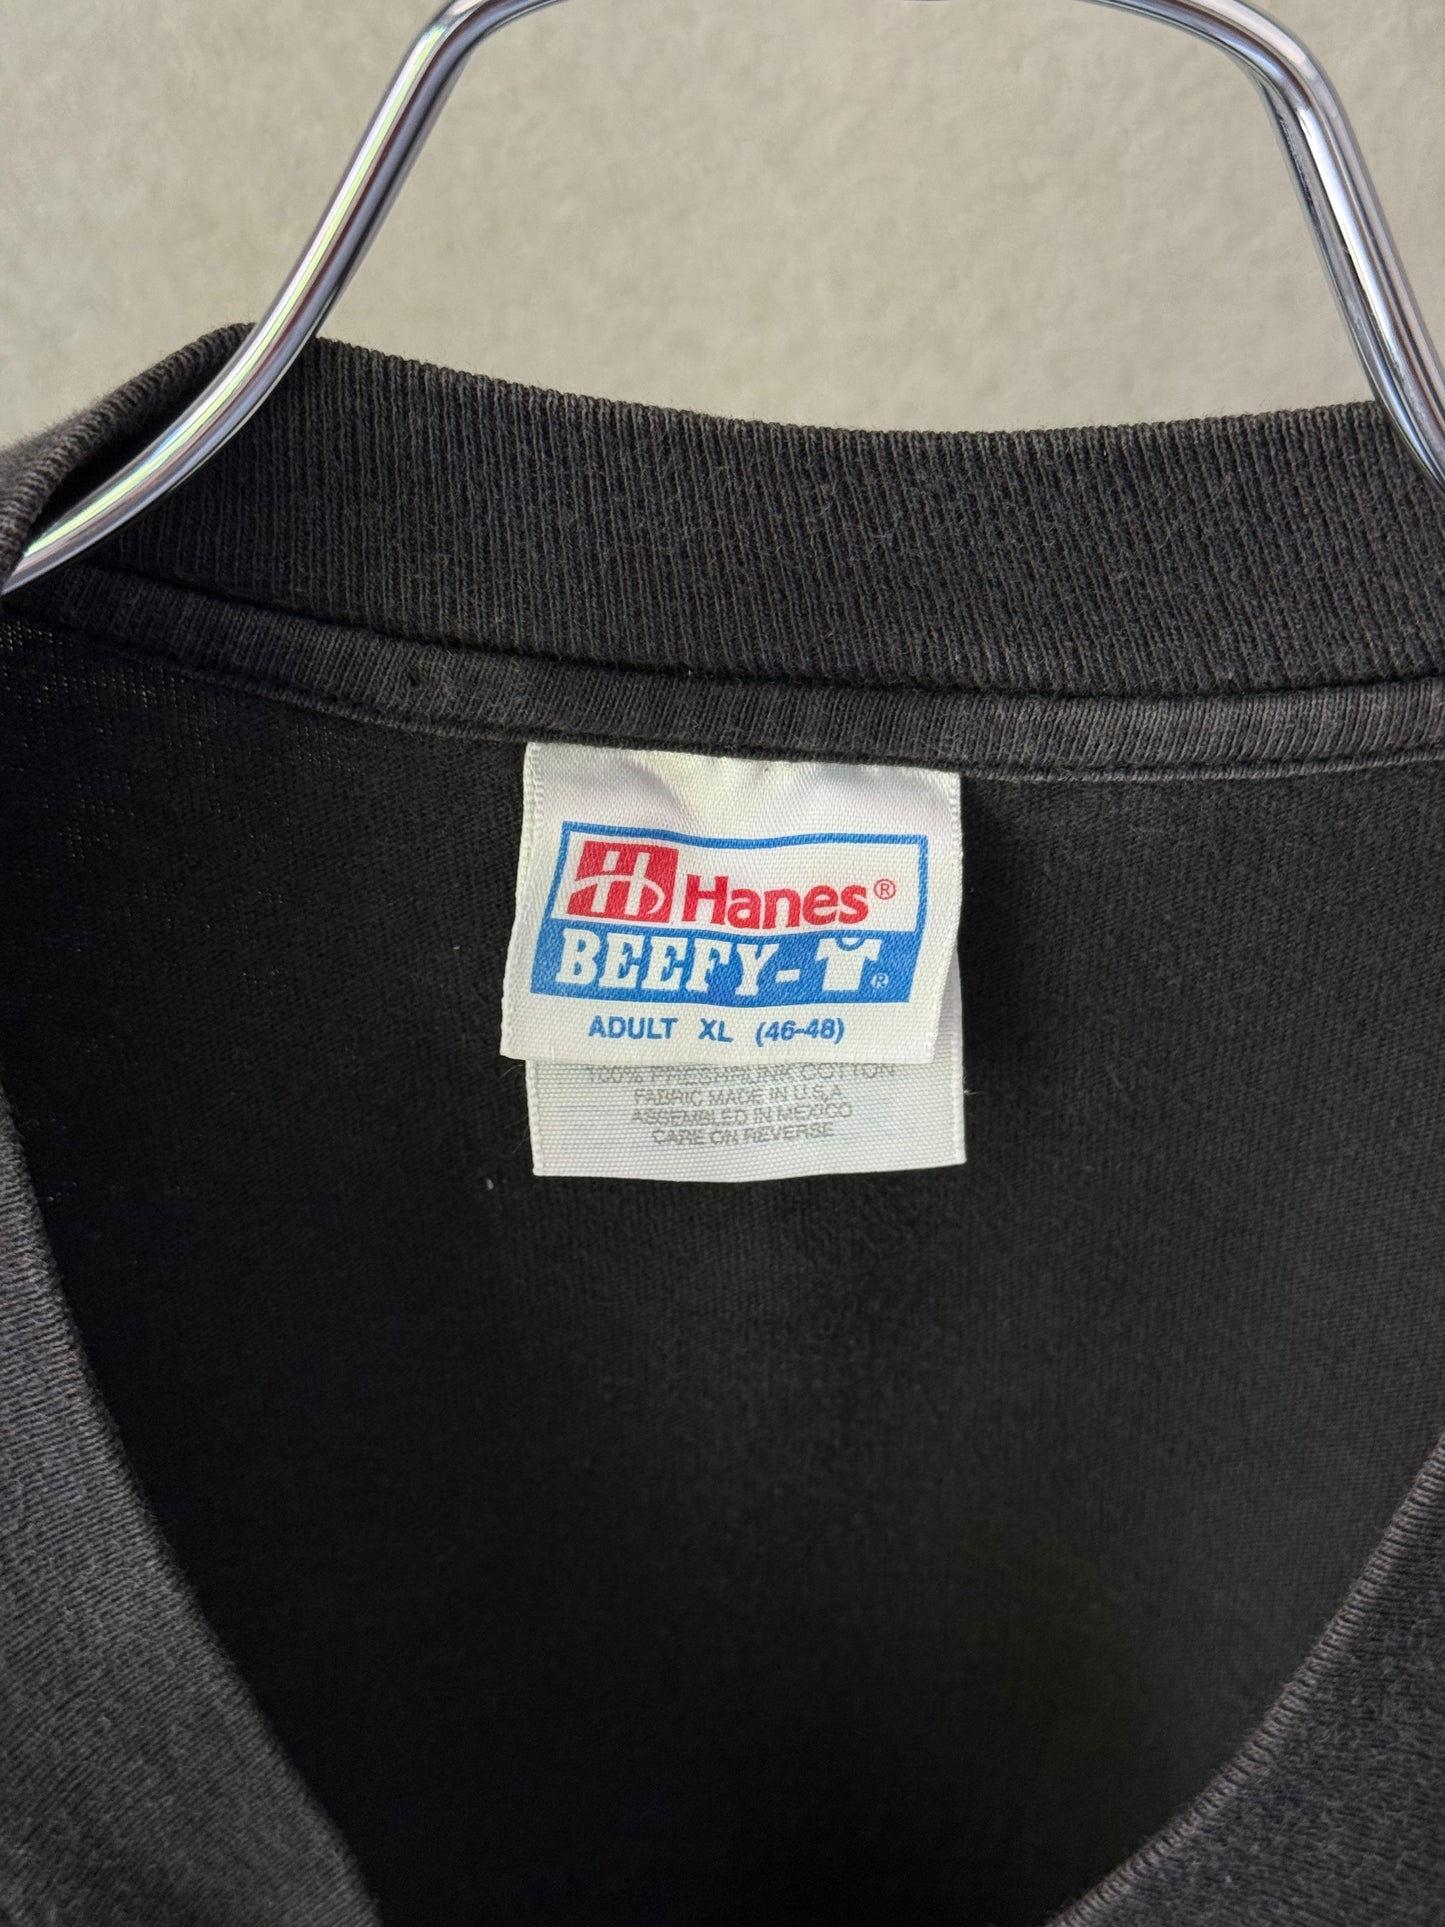 Hanes®
BEEFY-T®
ADULT XL (46-48)
100% PRESHRUNK COTTON
FABRIC MADE IN U.S.A
ASSEMBLED IN MEXICO
CARE ON REVERSE